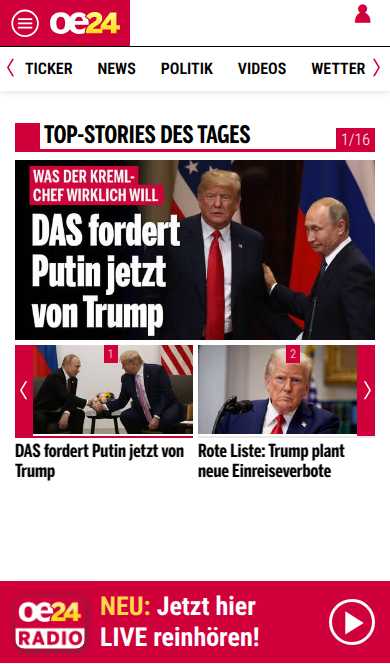 oe24
TICKER NEWS POLITIK VIDEOS WETTER
TOP-STORIES DES TAGES
1/16
WAS DER KREML-
CHEF WIRKLICH WILL
DAS fordert
Putin jetzt
von Trump
1
2
DAS fordert Putin jetzt von
Trump
Rote Liste: Trump plant
neue Einreiseverbote
oe24
RADIO
NEU: Jetzt hier
LIVE reinhören!